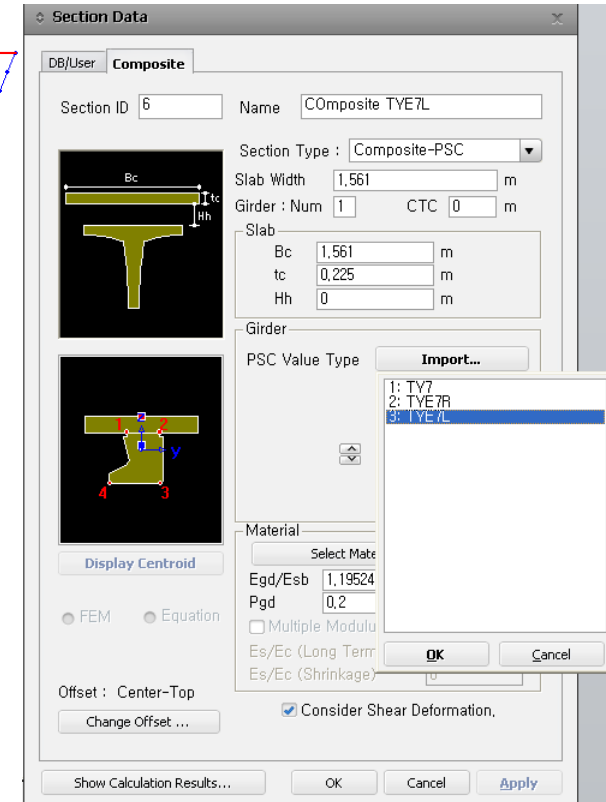 Section Data
DB/User Composite
Section ID 6 Name COmposite TYE7L
Section Type : Composite-PSC
Slab Width 1,561 m
Girder : Num 1 CTC 0 m
Slab
Bc 1,561 m
tc 0,225 m
Hh 0 m
Bc
tc
Hh
Girder
PSC Value Type Import...
1: TY7
2: TYE7R
3: TYE7L
1 2
y
4 3
Display Centroid
FEM Equation
Material
Select Mate
Egd/Esb 1,19524
Pgd 0,2
Multiple Modulu
Es/Ec (Long Term
Es/Ec (Shrinkage) 0
OK Cancel
Offset : Center-Top
Change Offset ...
Consider Shear Deformation,
Show Calculation Results... OK Cancel Apply